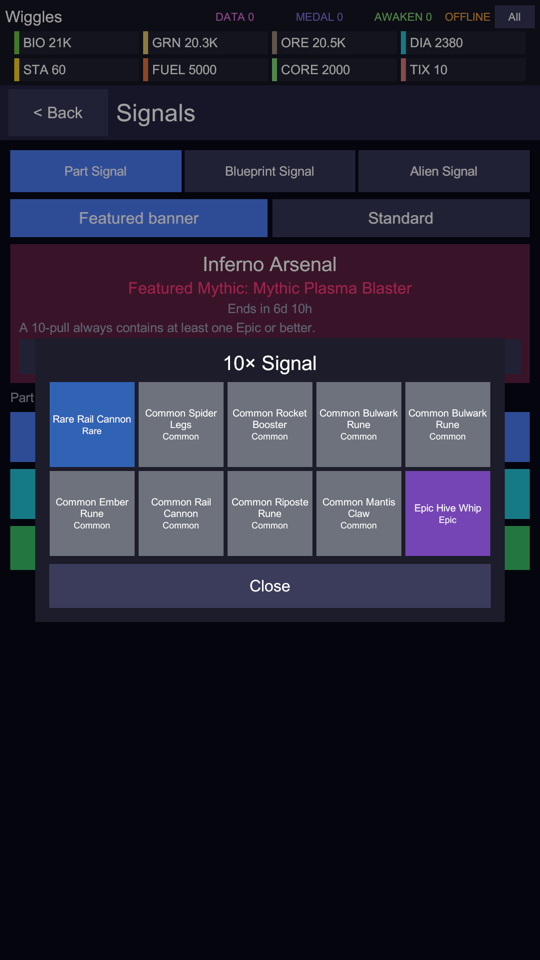 Wiggles DATA 0 MEDAL 0 AWAKEN 0 OFFLINE All
BIO 21K GRN 20.3K ORE 20.5K DIA 2380
STA 60 FUEL 5000 CORE 2000 TIX 10
< Back Signals
Part Signal Blueprint Signal Alien Signal
Featured banner Standard
Inferno Arsenal
Featured Mythic: Mythic Plasma Blaster
Ends in 6d 10h
A 10-pull always contains at least one Epic or better.
Part
10× Signal
Rare Rail Cannon
Rare
Common Spider
Legs
Common
Common Rocket
Booster
Common
Common Bulwark
Rune
Common
Common Bulwark
Rune
Common
Common Ember
Rune
Common
Common Rail
Cannon
Common
Common Riposte
Rune
Common
Common Mantis
Claw
Common
Epic Hive Whip
Epic
Close